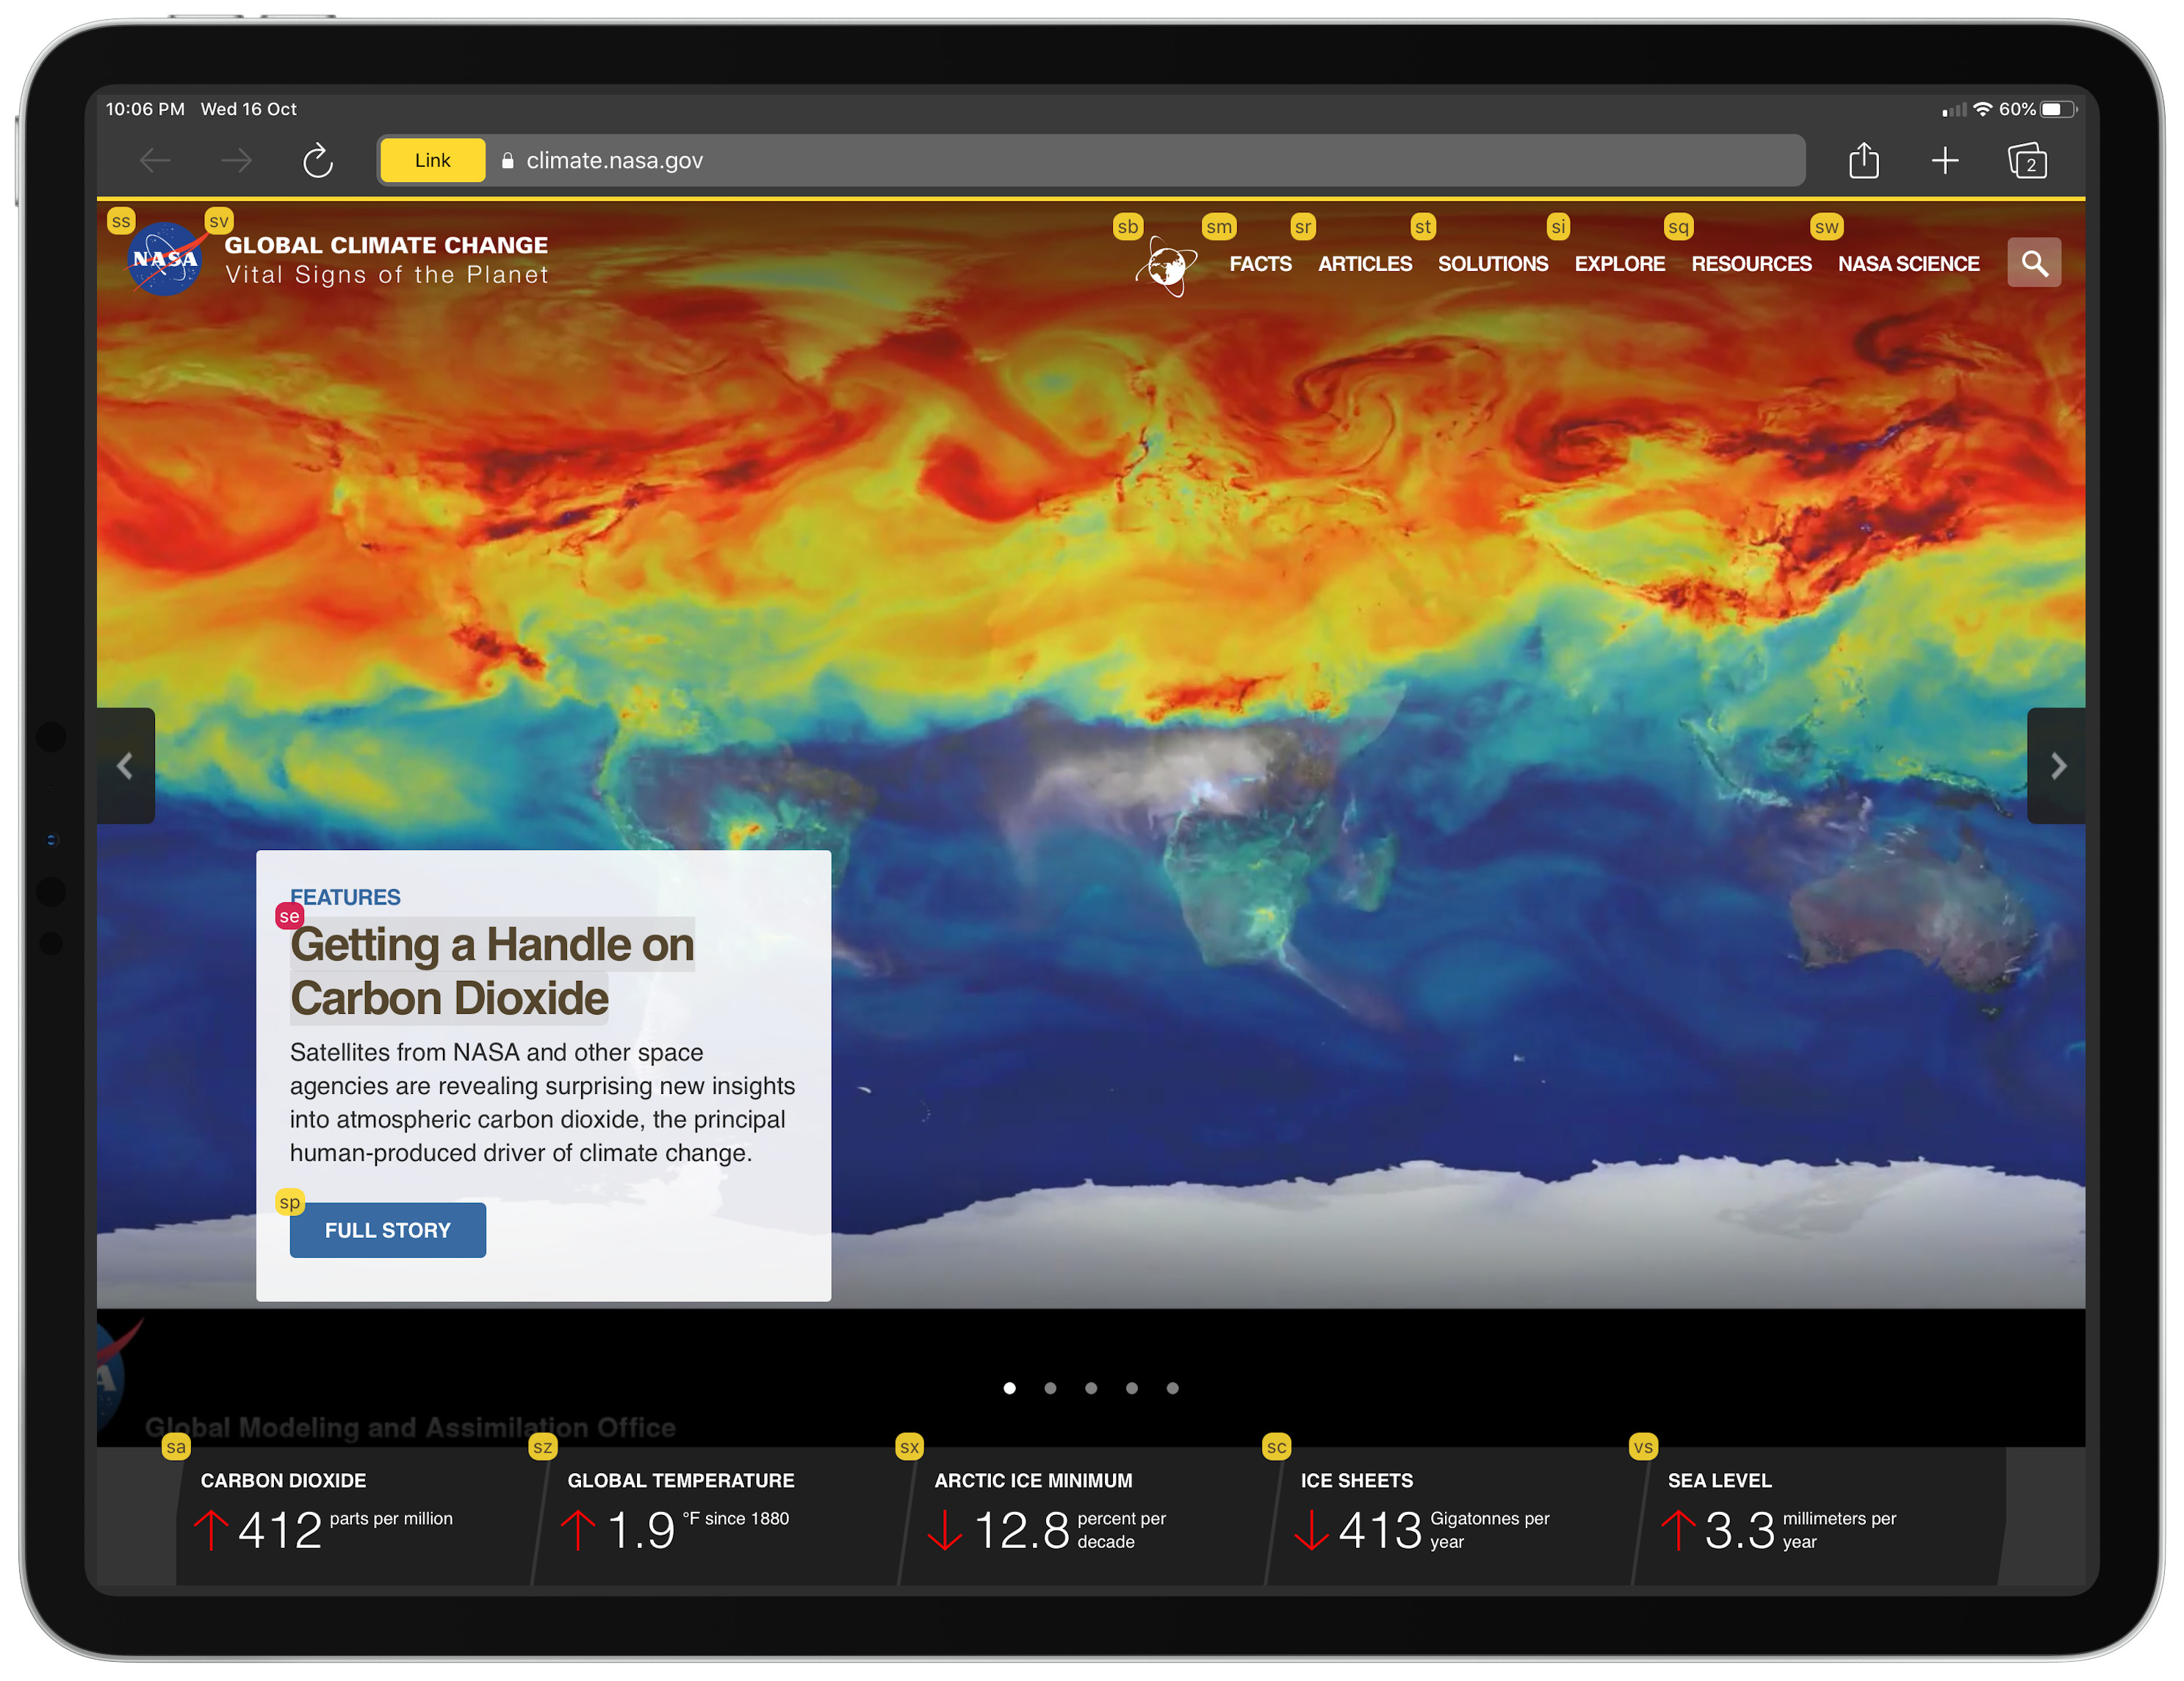 10:06 PM Wed 16 Oct
60%
Link climate.nasa.gov
2
ss sv
NASA
GLOBAL CLIMATE CHANGE
Vital Signs of the Planet
sb sm sr st si sq sw
FACTS ARTICLES SOLUTIONS EXPLORE RESOURCES NASA SCIENCE
FEATURES
se
Getting a Handle on
Carbon Dioxide
Satellites from NASA and other space
agencies are revealing surprising new insights
into atmospheric carbon dioxide, the principal
human-produced driver of climate change.
sp
FULL STORY
A
Global Modeling and Assimilation Office
sa sz sx sc vs
CARBON DIOXIDE
412 parts per million
GLOBAL TEMPERATURE
1.9 °F since 1880
ARCTIC ICE MINIMUM
12.8 percent per
decade
ICE SHEETS
413 Gigatonnes per
year
SEA LEVEL
3.3 millimeters per
year